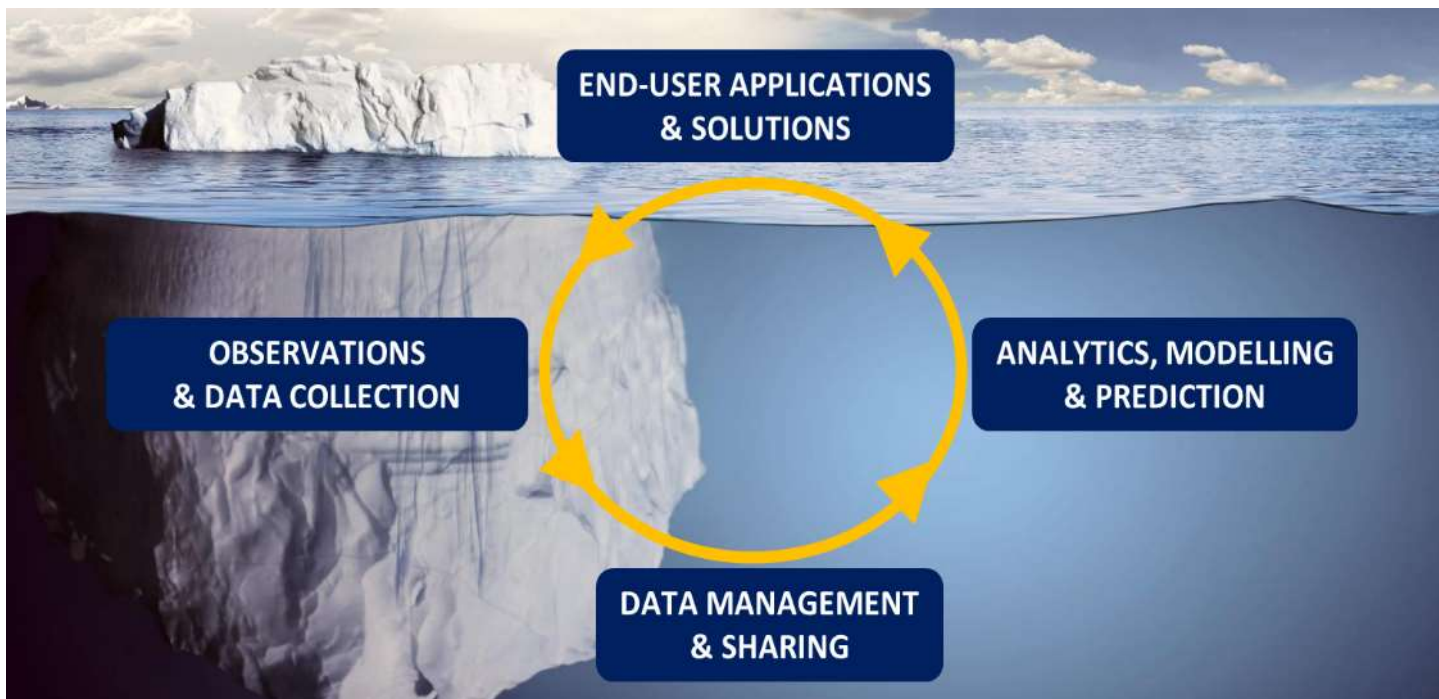 END-USER APPLICATIONS
& SOLUTIONS
OBSERVATIONS
& DATA COLLECTION
ANALYTICS, MODELLING
& PREDICTION
DATA MANAGEMENT
& SHARING